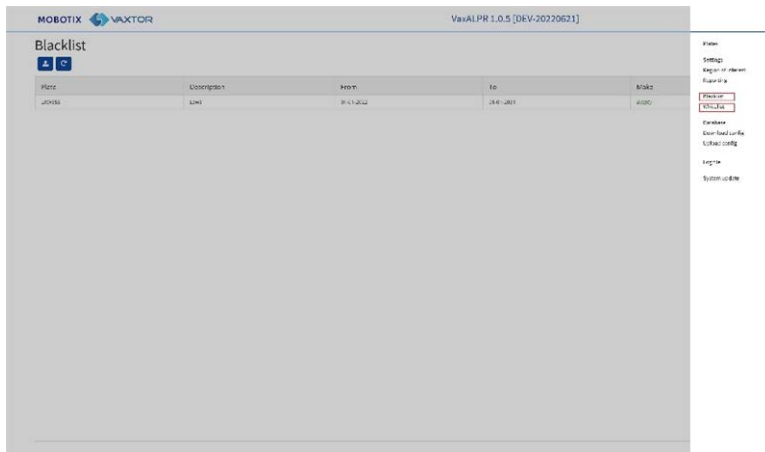 MOBOTIX VAXTOR
VaxALPR 1.0.5 [DEV-20220621]
Blacklist
Plate Description From To Make
Plates
Settings
Region of interest
Reporting
Blacklist
Whitelist
Database
Download config
Upload config
Log file
System update